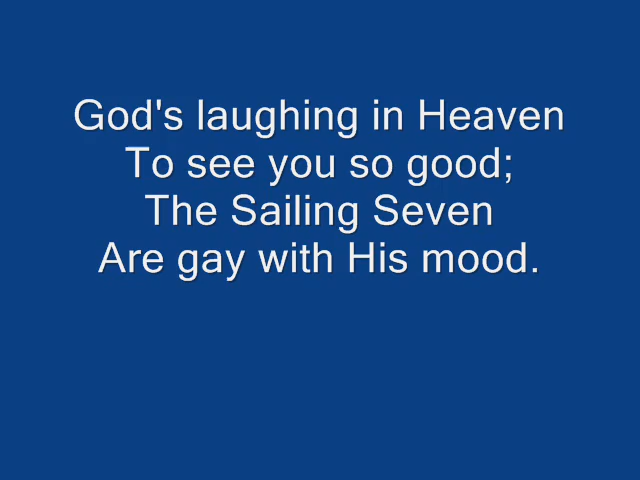 God's laughing in Heaven
To see you so good;
The Sailing Seven
Are gay with His mood.